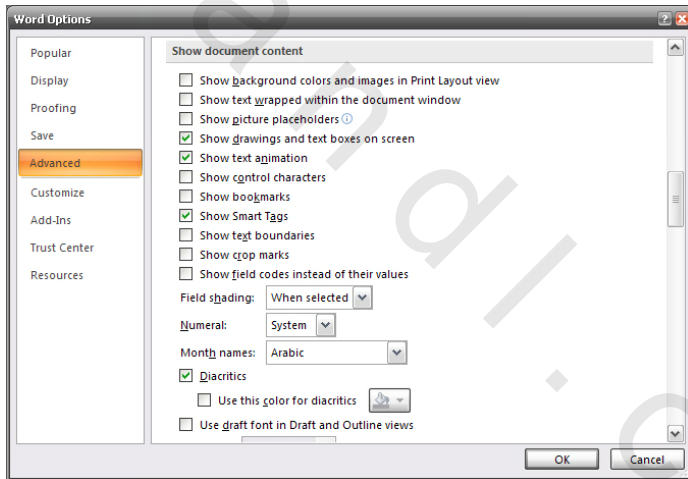 Word Options
Popular
Display
Proofing
Save
Advanced
Customize
Add-Ins
Trust Center
Resources
Show document content
Show background colors and images in Print Layout view
Show text wrapped within the document window
Show picture placeholders
Show drawings and text boxes on screen
Show text animation
Show control characters
Show bookmarks
Show Smart Tags
Show text boundaries
Show crop marks
Show field codes instead of their values
Field shading: When selected
Numeral: System
Month names: Arabic
Diacritics
Use this color for diacritics
Use draft font in Draft and Outline views
OK Cancel